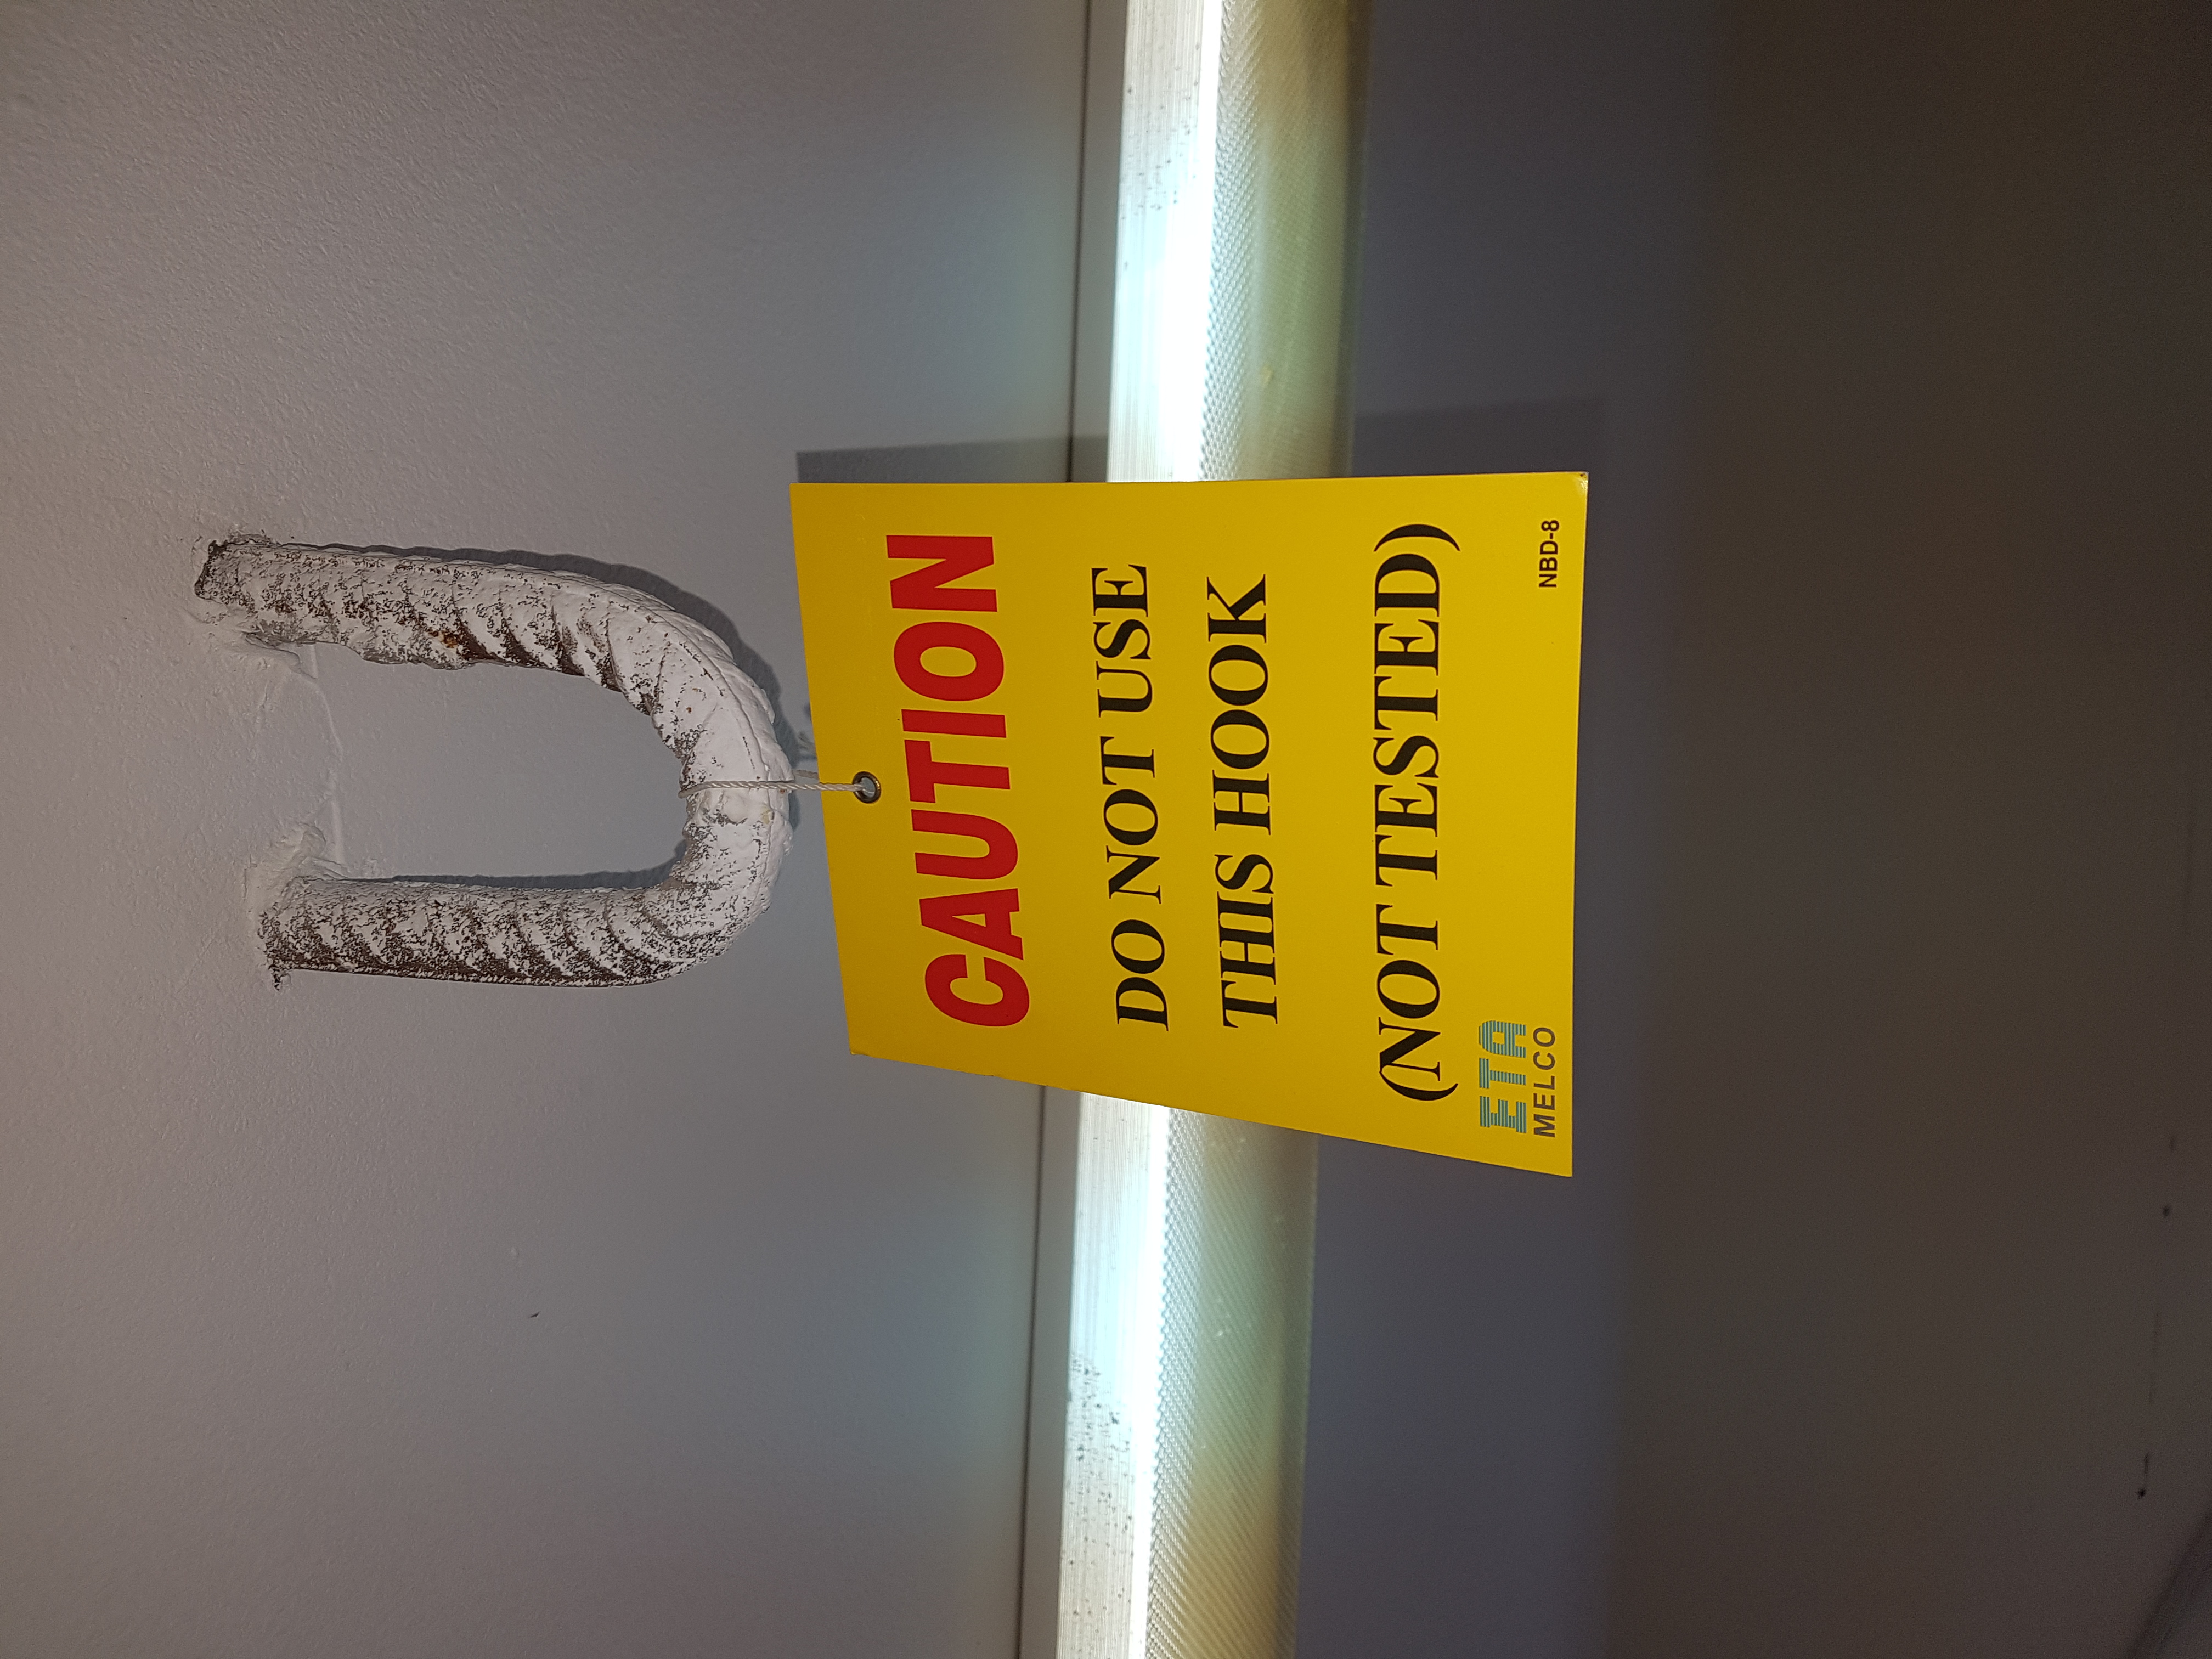 CAUTION
DO NOT USE
THIS HOOK
(NOT TESTED)
ETA
MELCO
NBD-8